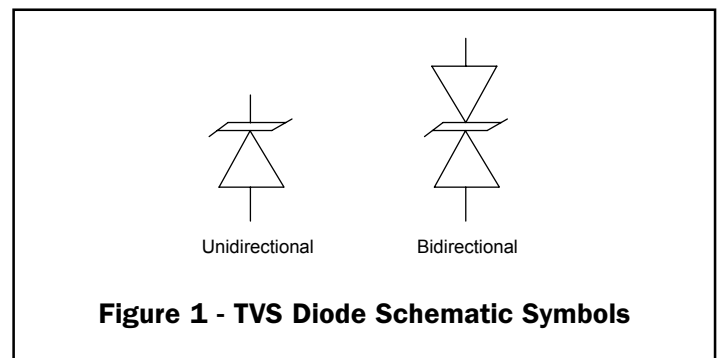 Unidirectional Bidirectional
Figure 1 - TVS Diode Schematic Symbols